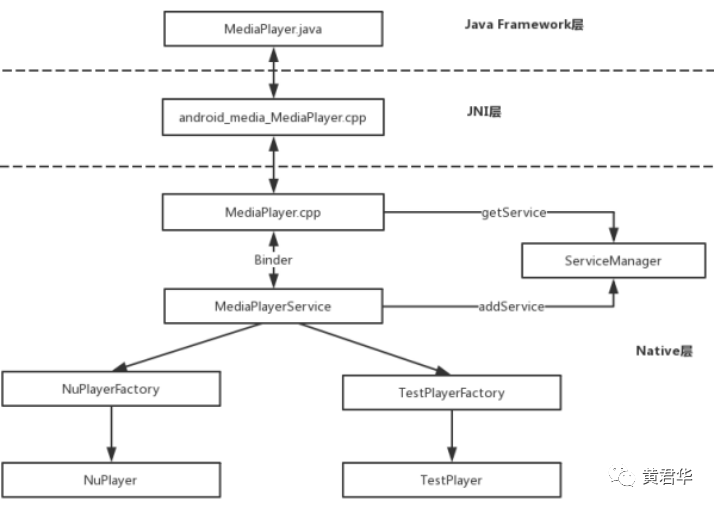 MediaPlayer.java
Java Framework层
android_media_MediaPlayer.cpp
JNI层
MediaPlayer.cpp
getService
Binder
ServiceManager
MediaPlayerService
addService
Native层
NuPlayerFactory
TestPlayerFactory
NuPlayer
TestPlayer
黄君华